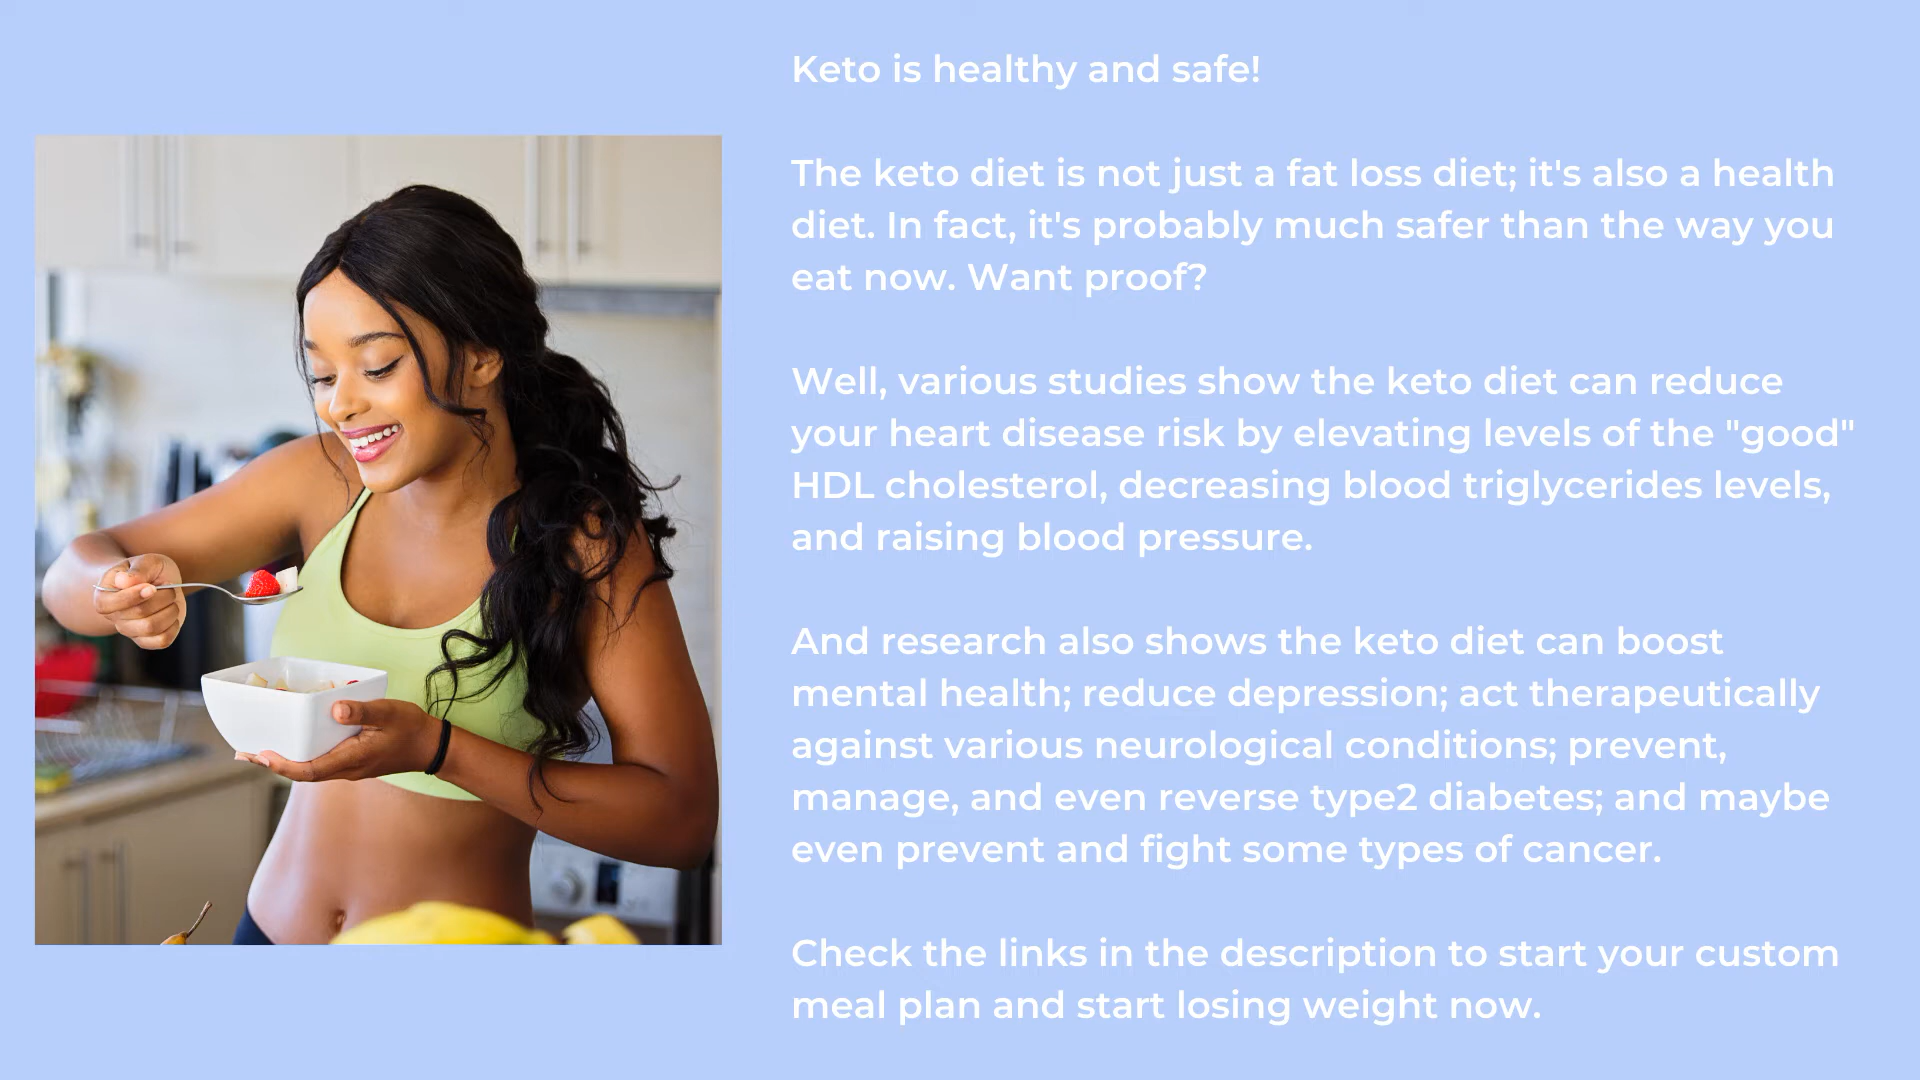 Keto is healthy and safe!
The keto diet is not just a fat loss diet; it's also a health
diet. In fact, it's probably much safer than the way you
eat now. Want proof?
Well, various studies show the keto diet can reduce
your heart disease risk by elevating levels of the "good"
HDL cholesterol, decreasing blood triglycerides levels,
and raising blood pressure.
And research also shows the keto diet can boost
mental health; reduce depression; act therapeutically
against various neurological conditions; prevent,
manage, and even reverse type2 diabetes; and maybe
even prevent and fight some types of cancer.
Check the links in the description to start your custom
meal plan and start losing weight now.